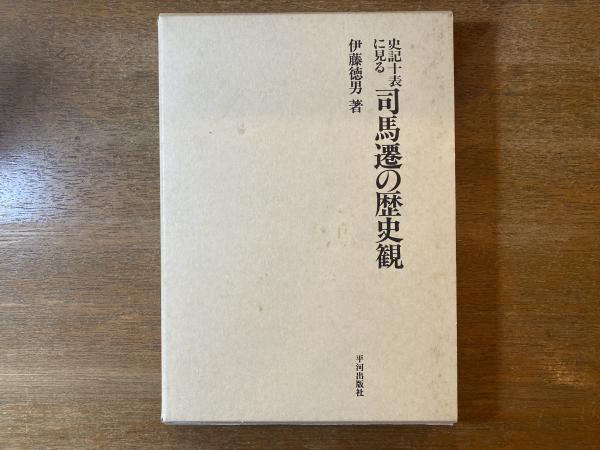 史記十表
に見る
司馬遷の歴史観
伊藤徳男 著
平河出版社